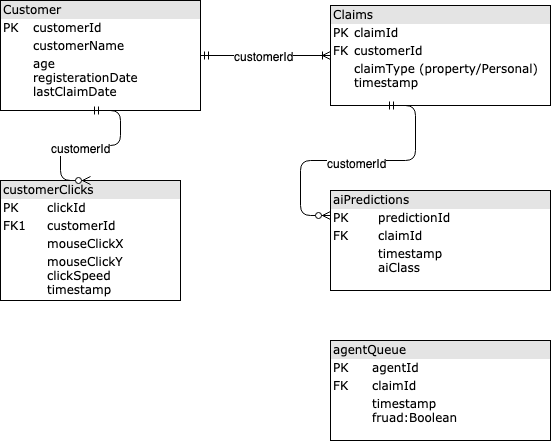 Customer
PK customerId
customerName
age
registerationDate
lastClaimDate
customerId
Claims
PK claimId
FK customerId
claimType (property/Personal)
timestamp
customerId
customerId
customerClicks
PK clickId
FK1 customerId
mouseClickX
mouseClickY
clickSpeed
timestamp
aiPredictions
PK predictionId
FK claimId
timestamp
aiClass
agentQueue
PK agentId
FK claimId
timestamp
fruad:Boolean